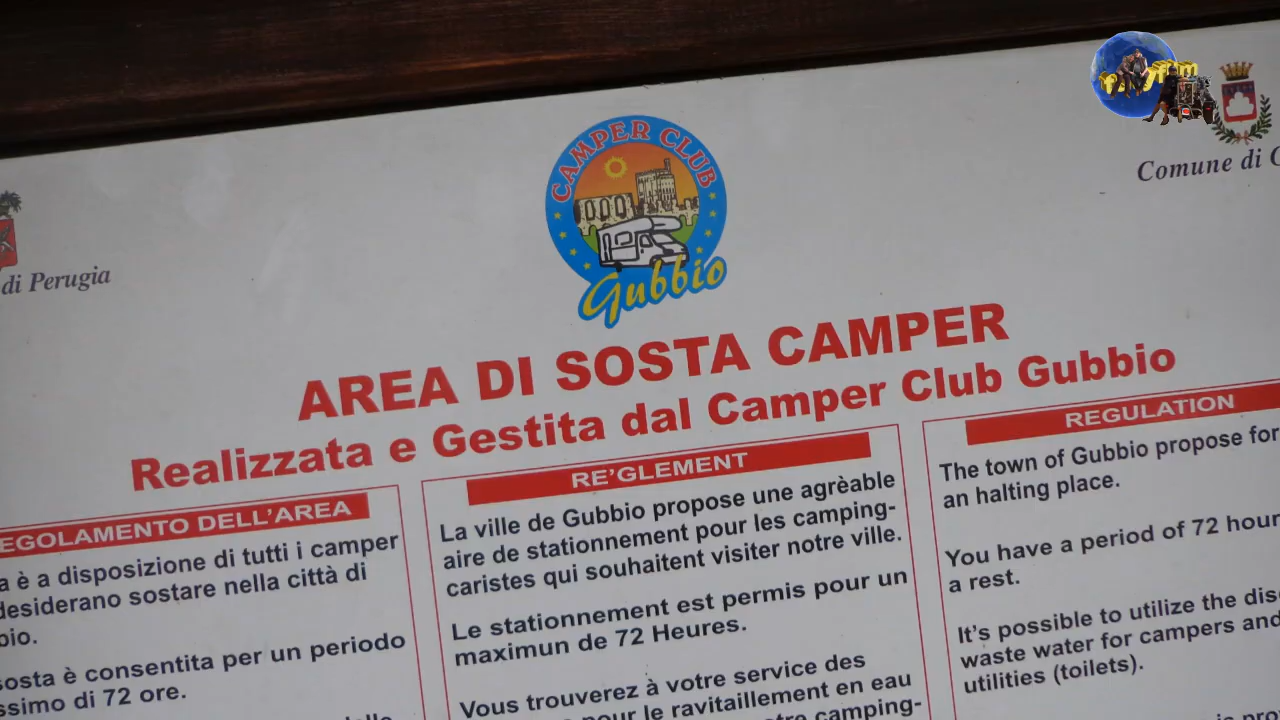 CAMPER CLUB
Gubbio
Comune di
di Perugia
AREA DI SOSTA CAMPER
Realizzata e Gestita dal Camper Club Gubbio
EGOLAMENTO DELL'AREA
a è a disposizione di tutti i camper
desiderano sostare nella città di
bio.
sosta è consentita per un periodo
ssimo di 72 ore.
RE'GLEMENT
La ville de Gubbio propose une agrèable
aire de stationnement pour les camping-
caristes qui souhaitent visiter notre ville.
Le stationnement est permis pour un
maximun de 72 Heures.
Vous trouverez à votre service des
pour le ravitaillement en eau
camping-
REGULATION
The town of Gubbio propose for
an halting place.
You have a period of 72 hour
a rest.
It's possible to utilize the
waste water for campers and
utilities (toilets).